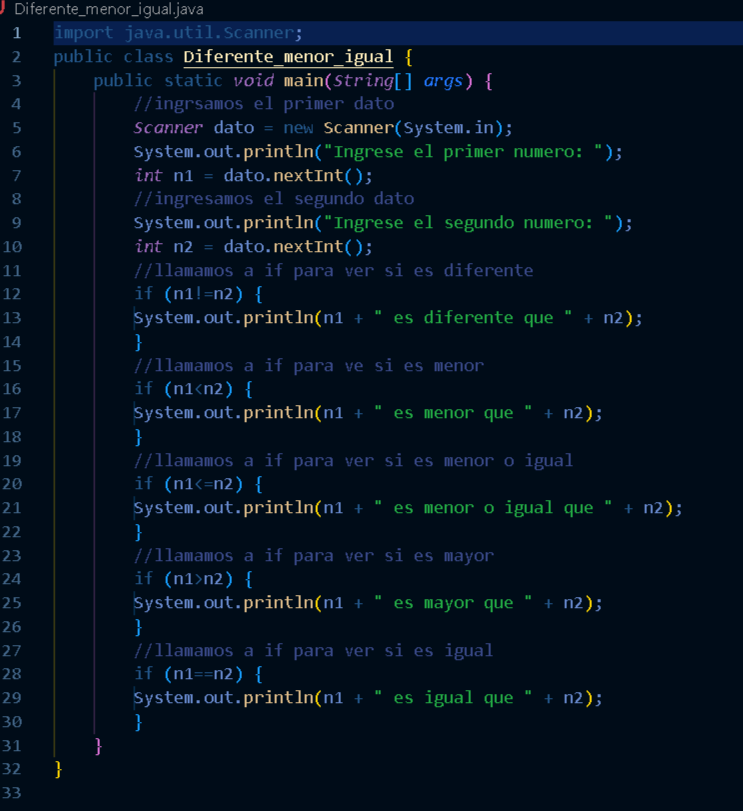 Diferente_menor_igual.java
1 import java.util.Scanner;
2 public class Diferente_menor_igual {
3 public static void main(String[] args) {
4 //ingrsamos el primer dato
5 Scanner dato = new Scanner(System.in);
6 System.out.println("Ingrese el primer numero: ");
7 int n1 = dato.nextInt();
8 //ingresamos el segundo dato
9 System.out.println("Ingrese el segundo numero: ");
10 int n2 = dato.nextInt();
11 //llamamos a if para ver si es diferente
12 if (n1!=n2) {
13 System.out.println(n1 + " es diferente que " + n2);
14 }
15 //llamamos a if para ve si es menor
16 if (n1<n2) {
17 System.out.println(n1 + " es menor que " + n2);
18 }
19 //llamamos a if para ver si es menor o igual
20 if (n1<=n2) {
21 System.out.println(n1 + " es menor o igual que " + n2);
22 }
23 //llamamos a if para ver si es mayor
24 if (n1>n2) {
25 System.out.println(n1 + " es mayor que " + n2);
26 }
27 //llamamos a if para ver si es igual
28 if (n1==n2) {
29 System.out.println(n1 + " es igual que " + n2);
30 }
31 }
32 }
33